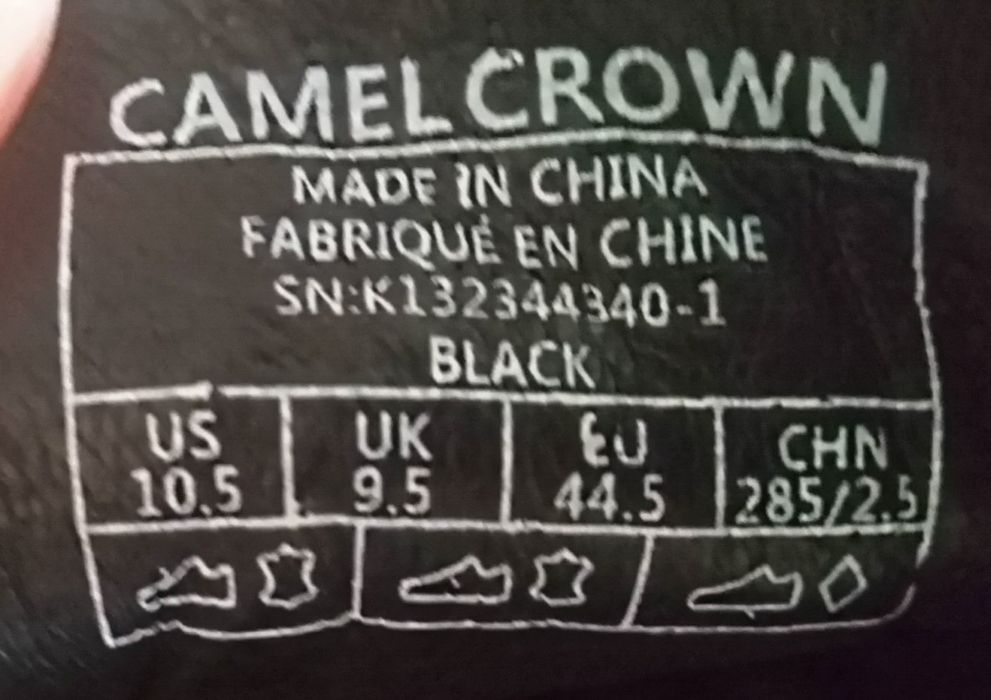 CAMEL CROWN
MADE IN CHINA
FABRIQUÉ EN CHINE
SN:K132344340-1
BLACK
US UK EU CHN
10.5 9.5 44.5 285/2.5